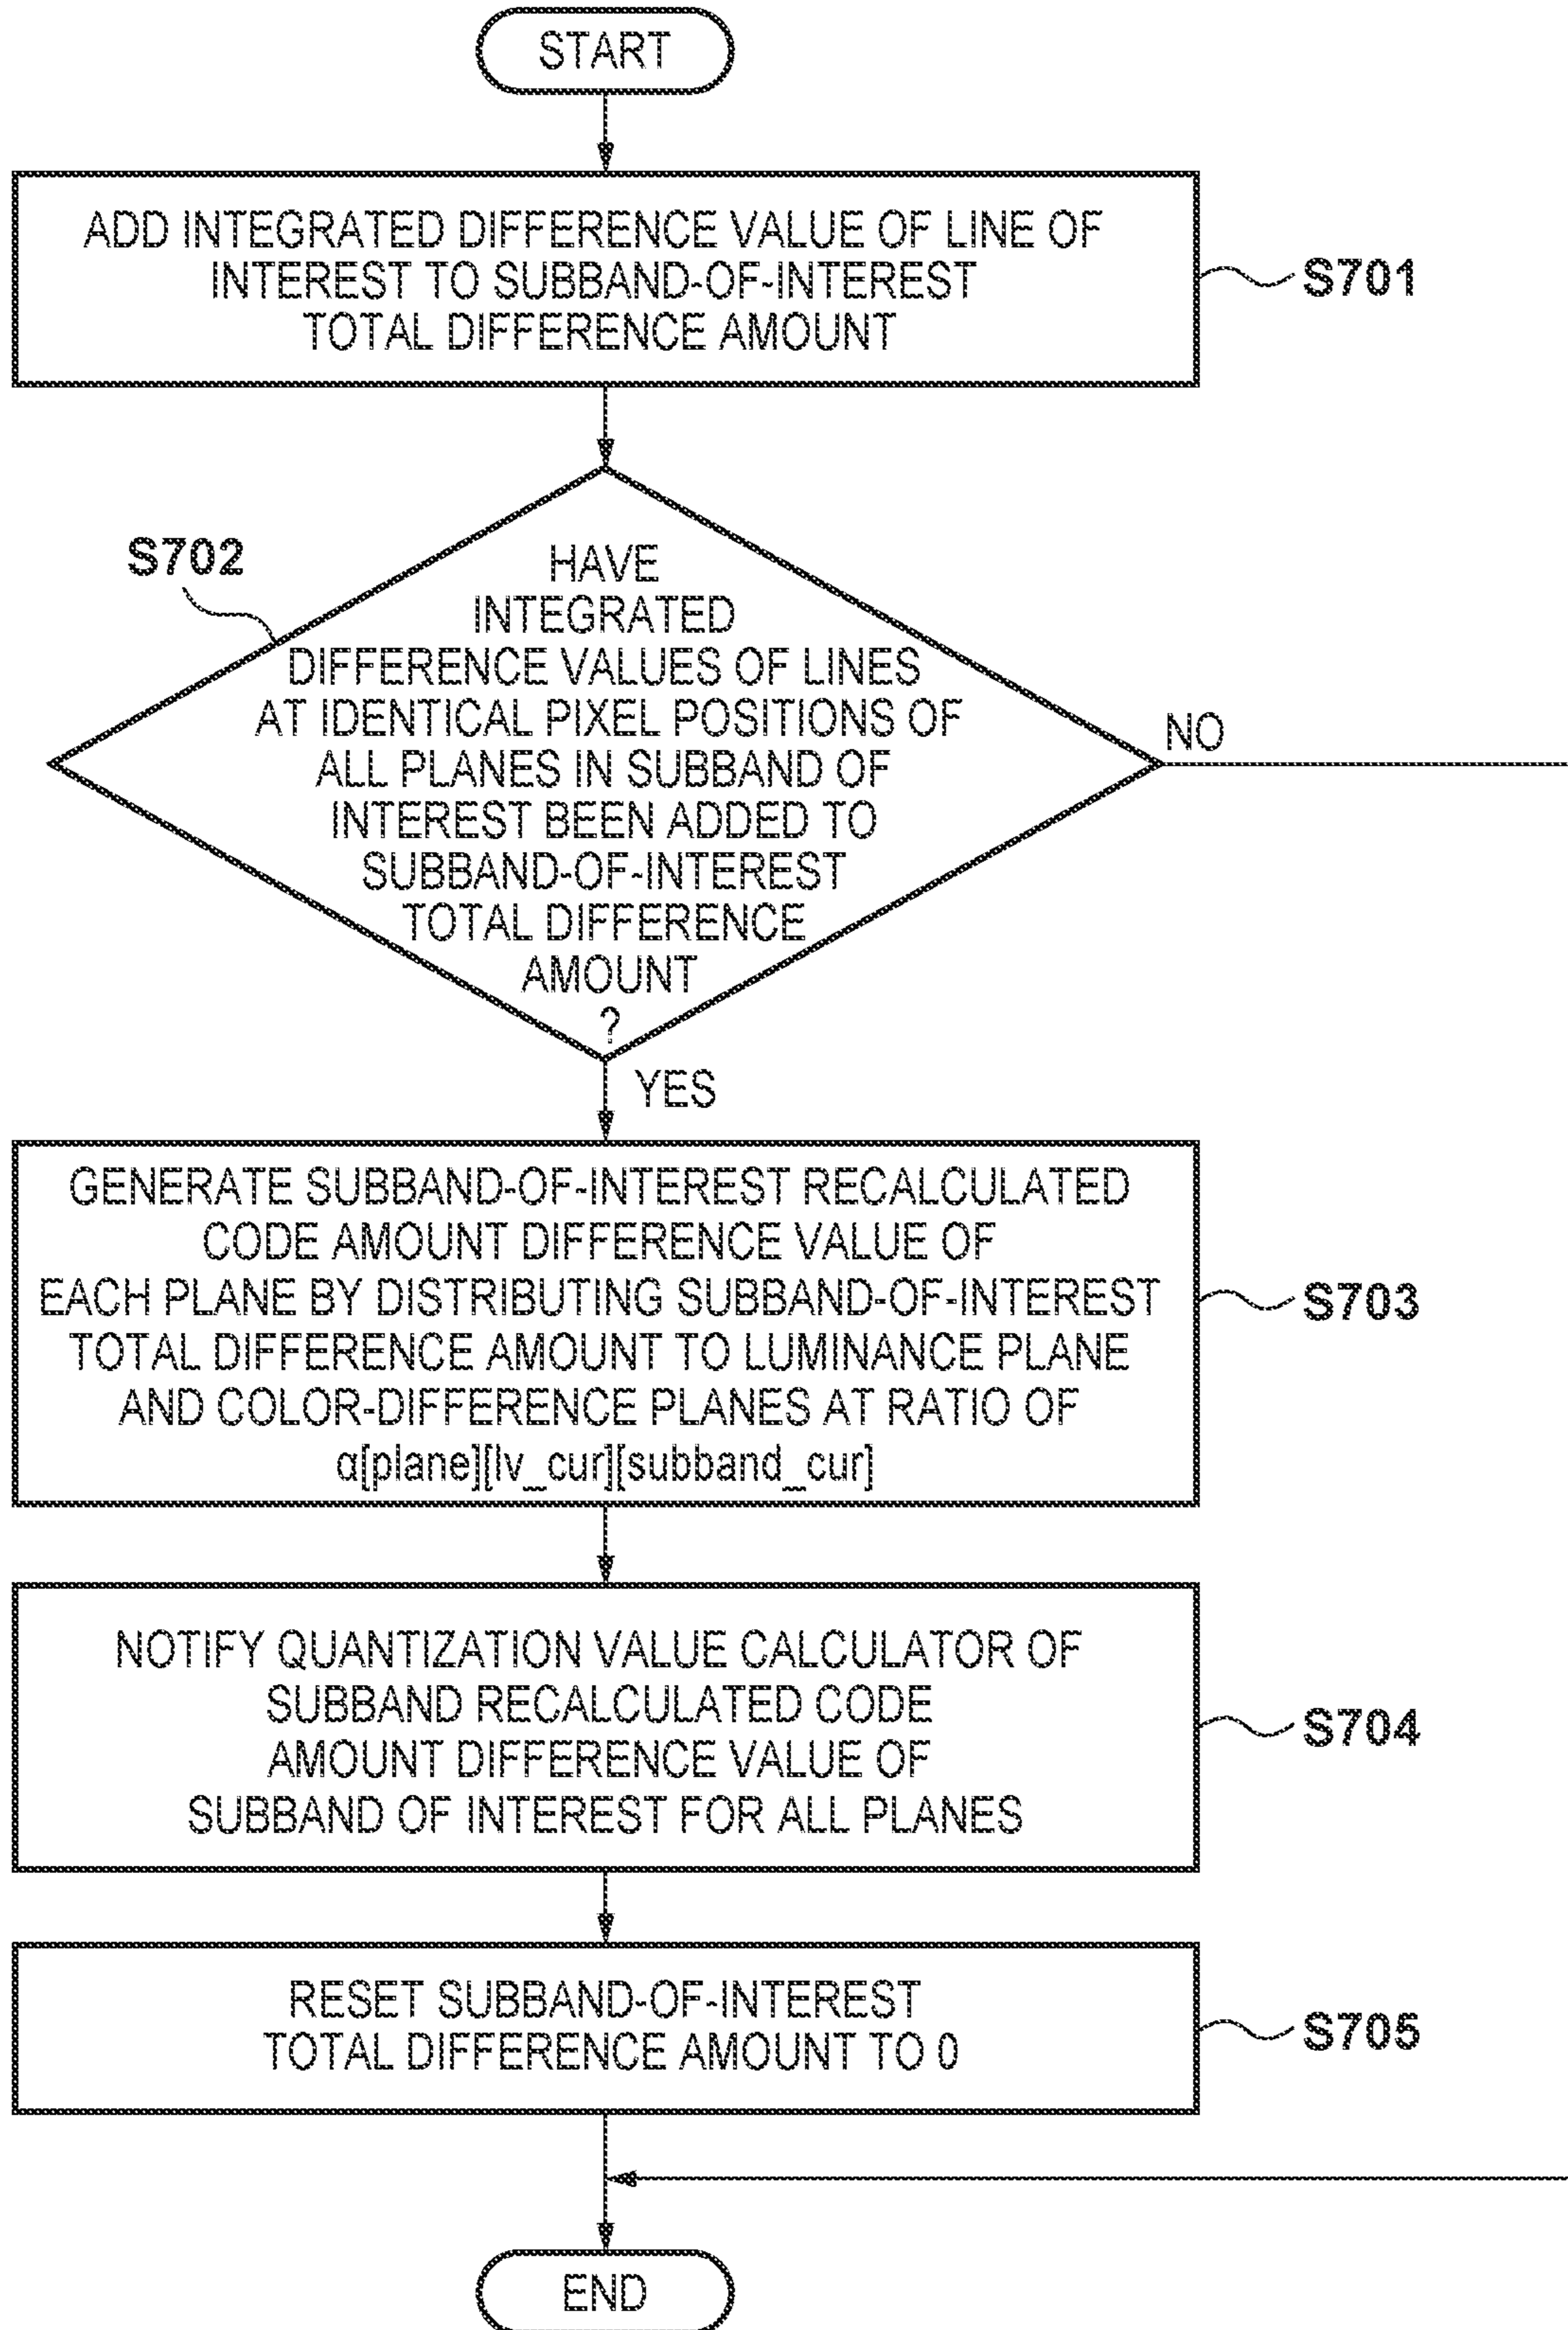 START
ADD INTEGRATED DIFFERENCE VALUE OF LINE OF
INTEREST TO SUBBAND-OF-INTEREST
TOTAL DIFFERENCE AMOUNT
S701
S702
HAVE
INTEGRATED
DIFFERENCE VALUES OF LINES
AT IDENTICAL PIXEL POSITIONS OF
ALL PLANES IN SUBBAND OF
INTEREST BEEN ADDED TO
SUBBAND-OF-INTEREST
TOTAL DIFFERENCE
AMOUNT
?
NO
YES
GENERATE SUBBAND-OF-INTEREST RECALCULATED
CODE AMOUNT DIFFERENCE VALUE OF
EACH PLANE BY DISTRIBUTING SUBBAND-OF-INTEREST
TOTAL DIFFERENCE AMOUNT TO LUMINANCE PLANE
AND COLOR-DIFFERENCE PLANES AT RATIO OF
α[plane][lv_cur][subband_cur]
S703
NOTIFY QUANTIZATION VALUE CALCULATOR OF
SUBBAND RECALCULATED CODE
AMOUNT DIFFERENCE VALUE OF
SUBBAND OF INTEREST FOR ALL PLANES
S704
RESET SUBBAND-OF-INTEREST
TOTAL DIFFERENCE AMOUNT TO 0
S705
END